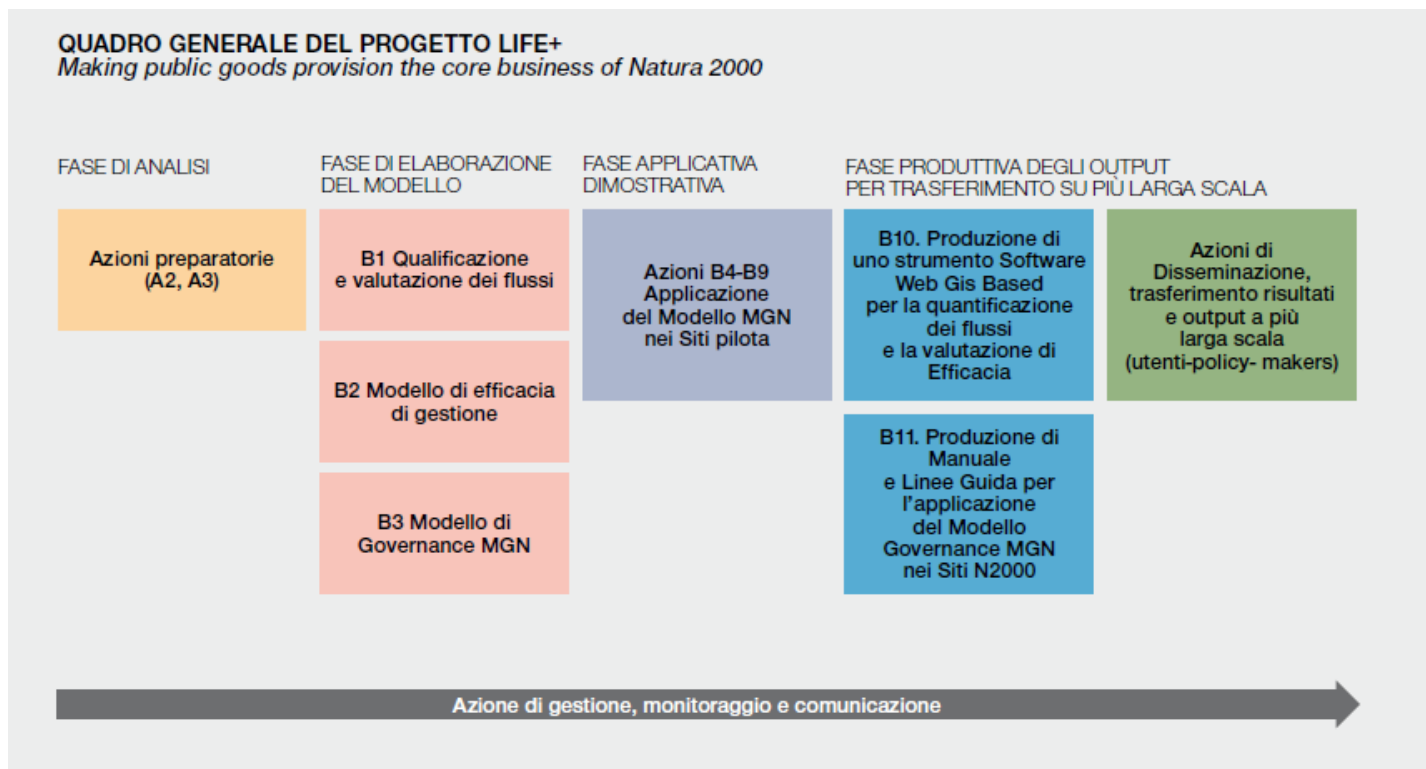 QUADRO GENERALE DEL PROGETTO LIFE+
Making public goods provision the core business of Natura 2000
FASE DI ANALISI
FASE DI ELABORAZIONE
DEL MODELLO
FASE APPLICATIVA
DIMOSTRATIVA
FASE PRODUTTIVA DEGLI OUTPUT
PER TRASFERIMENTO SU PIÙ LARGA SCALA
Azioni preparatorie
(A2, A3)
B1 Qualificazione
e valutazione dei flussi
B2 Modello di efficacia
di gestione
B3 Modello di
Governance MGN
Azioni B4-B9
Applicazione
del Modello MGN
nei Siti pilota
B10. Produzione di
uno strumento Software
Web Gis Based
per la quantificazione
dei flussi
e la valutazione di
Efficacia
B11. Produzione di
Manuale
e Linee Guida per
l'applicazione
del Modello
Governance MGN
nei Siti N2000
Azioni di
Disseminazione,
trasferimento risultati
e output a più
larga scala
(utenti-policy- makers)
Azione di gestione, monitoraggio e comunicazione